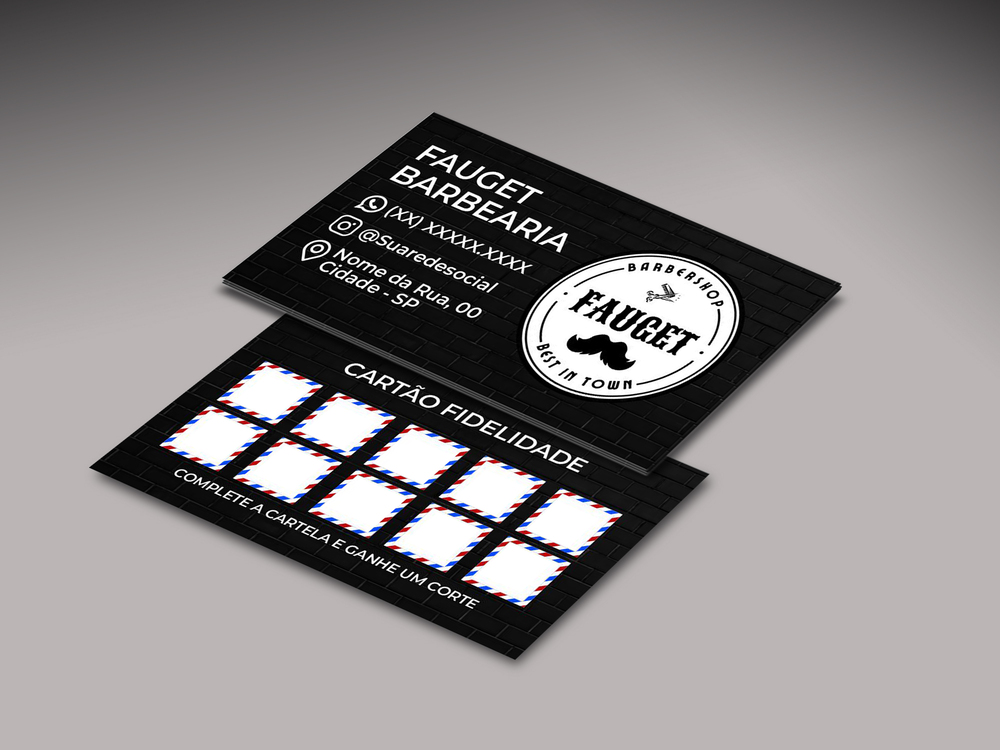 FAUGET
BARBEARIA
(XX) XXXXX.XXXX
@Suaredesocial
Nome da Rua, 00
Cidade - SP
BARBERSHOP
FAUGET
BEST IN TOWN
CARTÃO FIDELIDADE
COMPLETE A CARTELA E GANHE UM CORTE